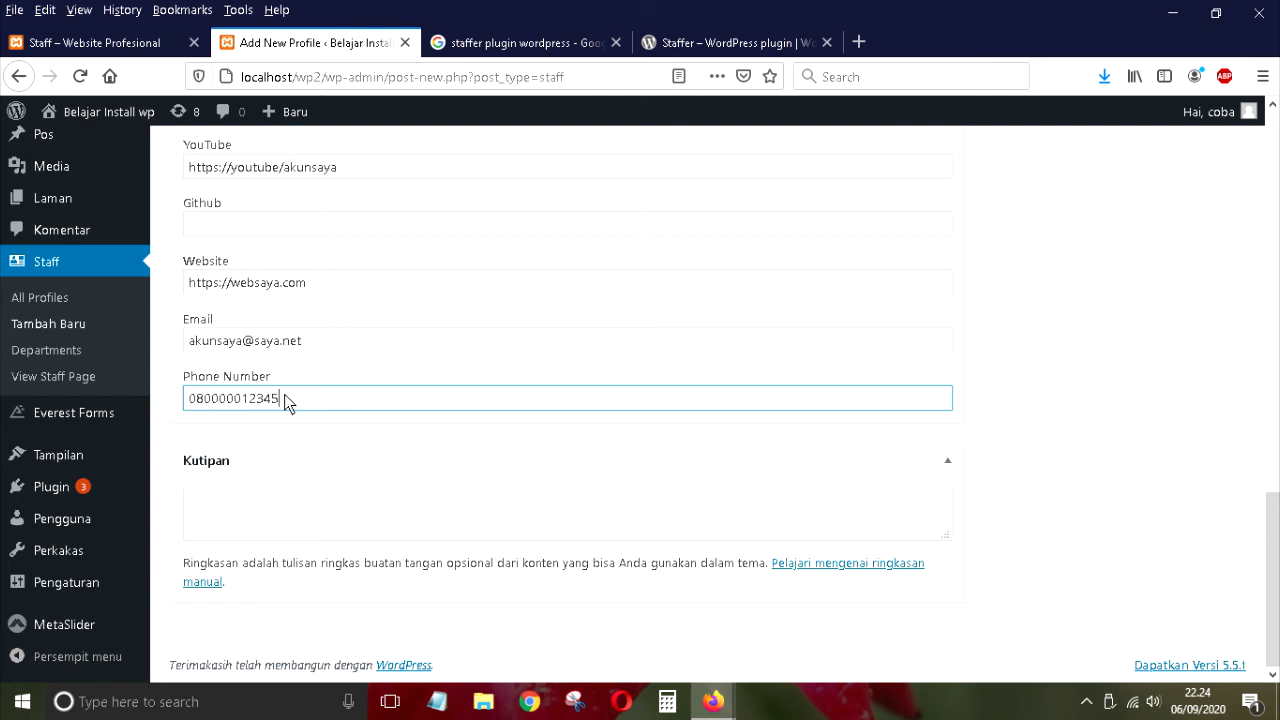 File Edit View History Bookmarks Tools Help
Staff – Website Profesional
Add New Profile ‹ Belajar Instal
staffer plugin wordpress - Goog
Staffer – WordPress plugin | Wo
localhost/wp2/wp-admin/post-new.php?post_type=staff
Search
ABP
Belajar Install wp 8 0 Baru
Hai, coba
Pos
Media
Laman
Komentar
Staff
All Profiles
Tambah Baru
Departments
View Staff Page
Everest Forms
Tampilan
Plugin 3
Pengguna
Perkakas
Pengaturan
MetaSlider
Persempit menu
YouTube
https://youtube/akunsaya
Github
Website
https://websaya.com
Email
akunsaya@saya.net
Phone Number
080000012345
Kutipan
Ringkasan adalah tulisan ringkas buatan tangan opsional dari konten yang bisa Anda gunakan dalam tema. Pelajari mengenai ringkasan
manual.
Terimakasih telah membangun dengan WordPress.
Dapatkan Versi 5.5.1
Type here to search
22.24
06/09/2020
1